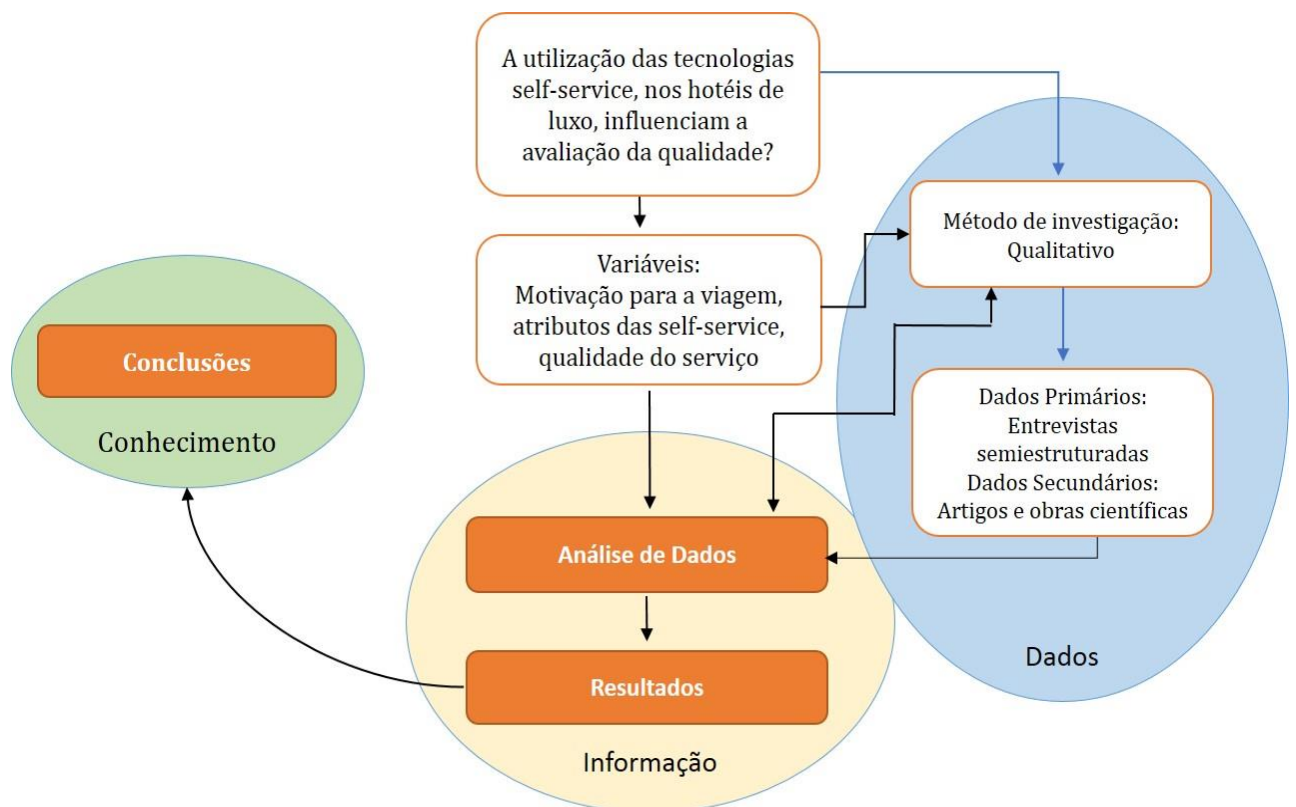 A utilização das tecnologias
self-service, nos hotéis de
luxo, influenciam a
avaliação da qualidade?
Método de investigação:
Qualitativo
Variáveis:
Motivação para a viagem,
atributos das self-service,
qualidade do serviço
Conclusões
Conhecimento
Dados Primários:
Entrevistas
semiestruturadas
Dados Secundários:
Artigos e obras científicas
Análise de Dados
Dados
Resultados
Informação